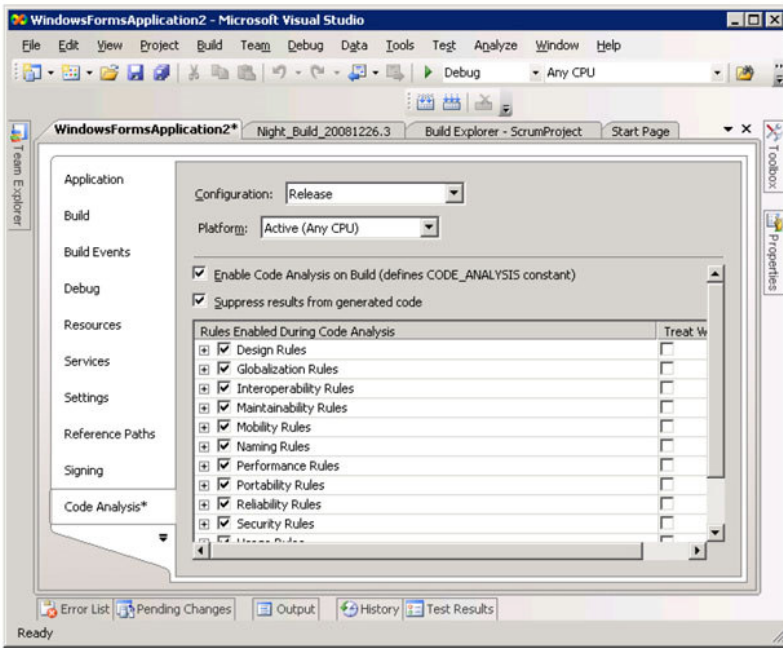 WindowsFormsApplication2 - Microsoft Visual Studio
File Edit View Project Build Team Debug Data Tools Test Analyze Window Help
Debug Any CPU
WindowsFormsApplication2* Night_Build_20081226.3 Build Explorer - ScrumProject Start Page
Team Explorer
Toolbox
Properties
Application
Build
Build Events
Debug
Resources
Services
Settings
Reference Paths
Signing
Code Analysis*
Configuration: Release
Platform: Active (Any CPU)
Enable Code Analysis on Build (defines CODE_ANALYSIS constant)
Suppress results from generated code
Rules Enabled During Code Analysis Treat W
Design Rules
Globalization Rules
Interoperability Rules
Maintainability Rules
Mobility Rules
Naming Rules
Performance Rules
Portability Rules
Reliability Rules
Security Rules
Usage Rules
Error List Pending Changes Output History Test Results
Ready